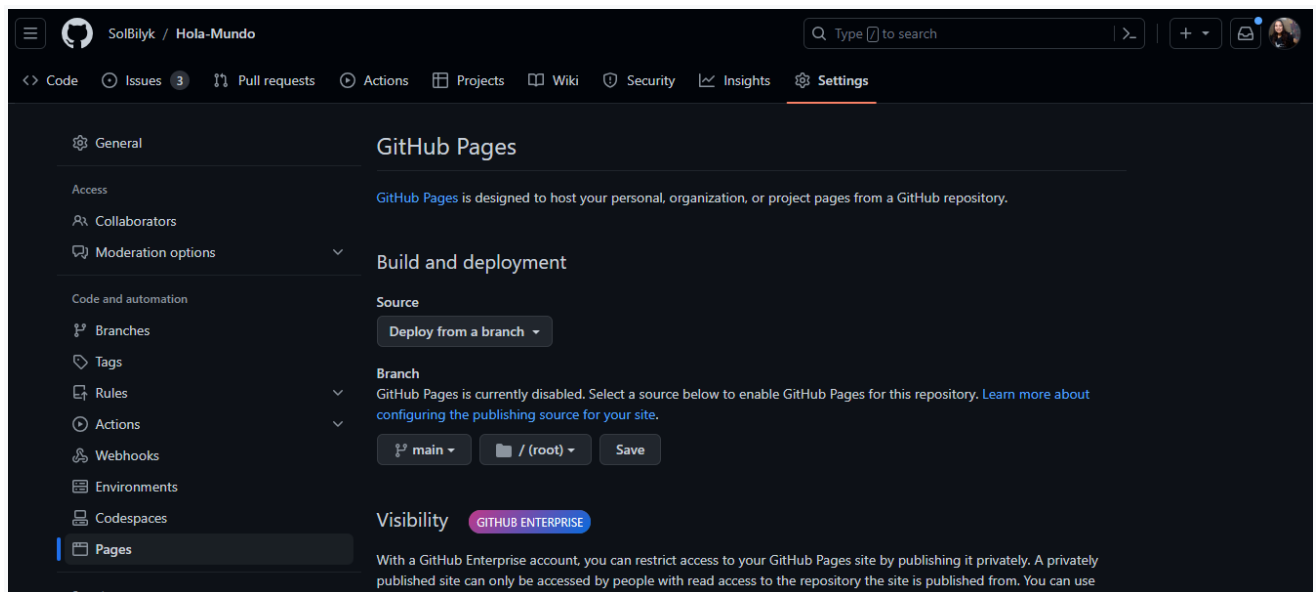 SolBilyk / Hola-Mundo
Type / to search
Code
Issues 3
Pull requests
Actions
Projects
Wiki
Security
Insights
Settings
General
Access
Collaborators
Moderation options
Code and automation
Branches
Tags
Rules
Actions
Webhooks
Environments
Codespaces
Pages
GitHub Pages
GitHub Pages is designed to host your personal, organization, or project pages from a GitHub repository.
Build and deployment
Source
Deploy from a branch
Branch
GitHub Pages is currently disabled. Select a source below to enable GitHub Pages for this repository. Learn more about
configuring the publishing source for your site.
main
/ (root)
Save
Visibility GITHUB ENTERPRISE
With a GitHub Enterprise account, you can restrict access to your GitHub Pages site by publishing it privately. A privately
published site can only be accessed by people with read access to the repository the site is published from. You can use